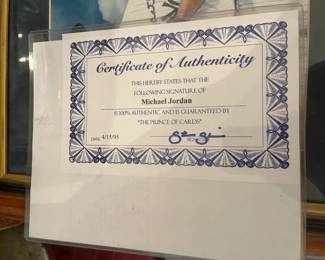 Certificate of Authenticity
THIS HEREBY STATES THAT THE
FOLLOWING SIGNATURE OF
Michael Jordan
IS 100% AUTHENTIC AND IS GUARANTEED BY
"THE PRINCE OF CARDS"
DATE 4/15/95